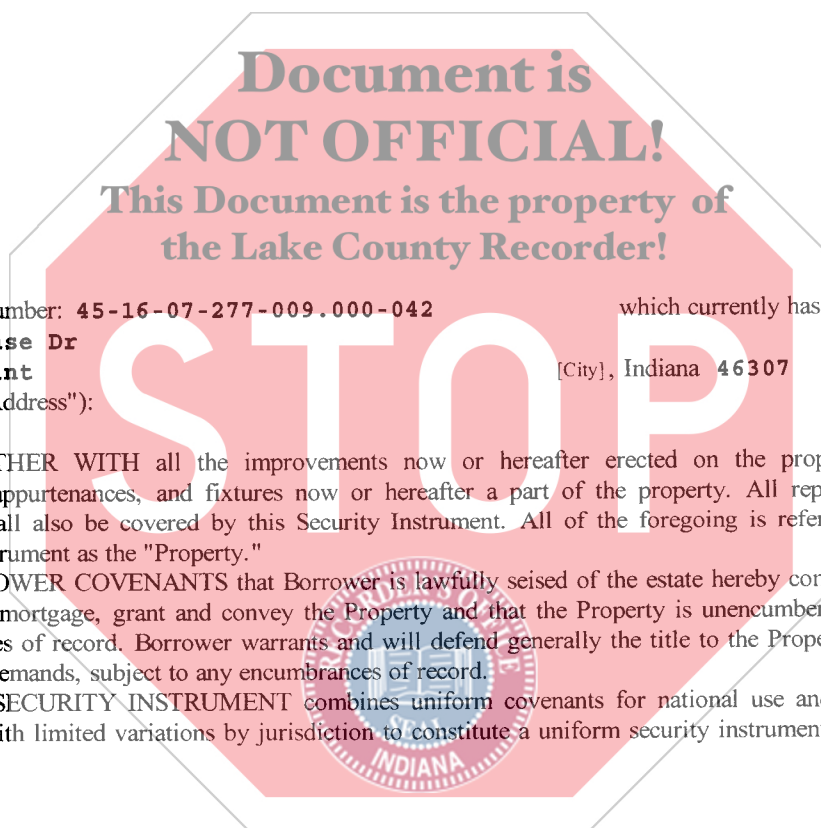 Document is
NOT OFFICIAL!
This Document is the property of
the Lake County Recorder!
umber: 45-16-07-277-009.000-042 which currently has
se Dr
nt
[City], Indiana 46307
ddress"):
STOP
THER WITH all the improvements now or hereafter erected on the prop
appurtenances, and fixtures now or hereafter a part of the property. All rep
all also be covered by this Security Instrument. All of the foregoing is refer
rument as the "Property."
OWER COVENANTS that Borrower is lawfully seised of the estate hereby con
mortgage, grant and convey the Property and that the Property is unencumber
es of record. Borrower warrants and will defend generally the title to the Prope
emands, subject to any encumbrances of record.
SECURITY INSTRUMENT combines uniform covenants for national use an
ith limited variations by jurisdiction to constitute a uniform security instrument
RECORDER'S OFFICE
SEAL
INDIANA